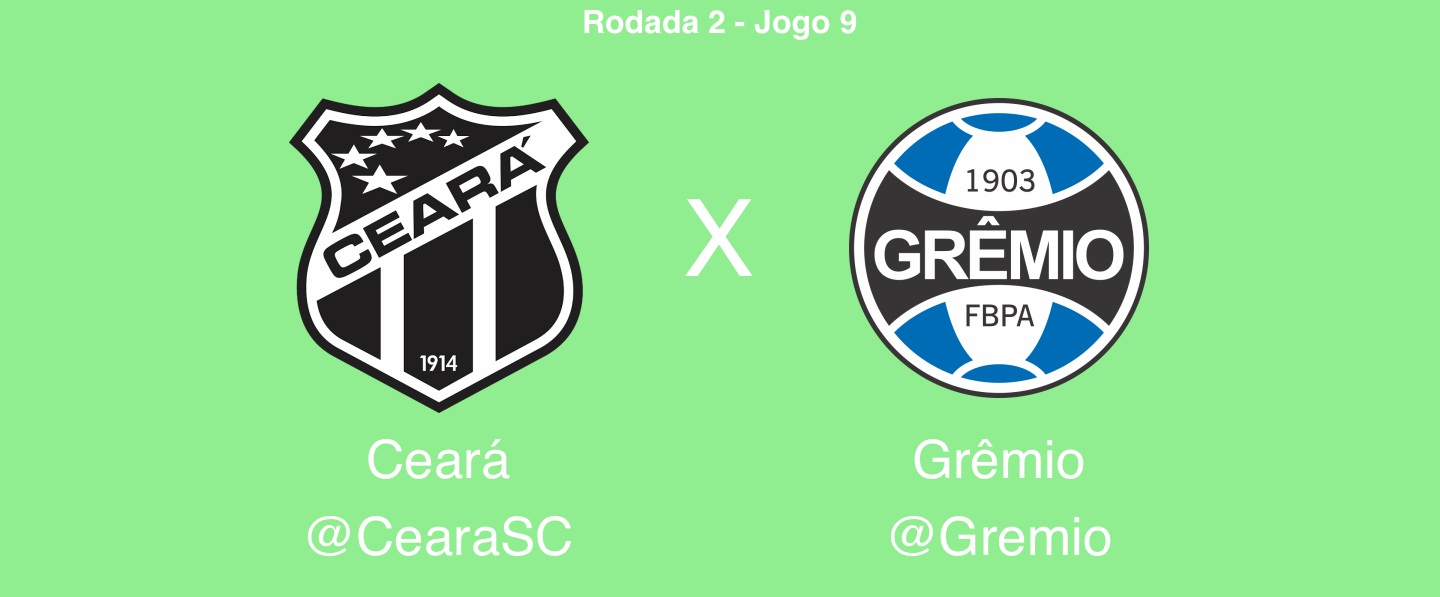 Rodada 2 - Jogo 9
CEARÁ
1914
X
1903
GRÊMIO
FBPA
Ceará
Grêmio
@CearaSC
@Gremio